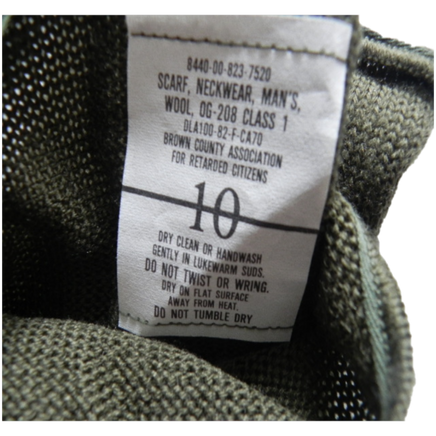 8440-00-823-7520
SCARF, NECKWEAR, MAN'S,
WOOL, OG-208 CLASS 1
DLA100-82-F-CA70
BROWN COUNTY ASSOCIATION
FOR RETARDED CITIZENS
10
DRY CLEAN OR HANDWASH
GENTLY IN LUKEWARM SUDS.
DO NOT TWIST OR WRING.
DRY ON FLAT SURFACE
AWAY FROM HEAT.
DO NOT TUMBLE DRY